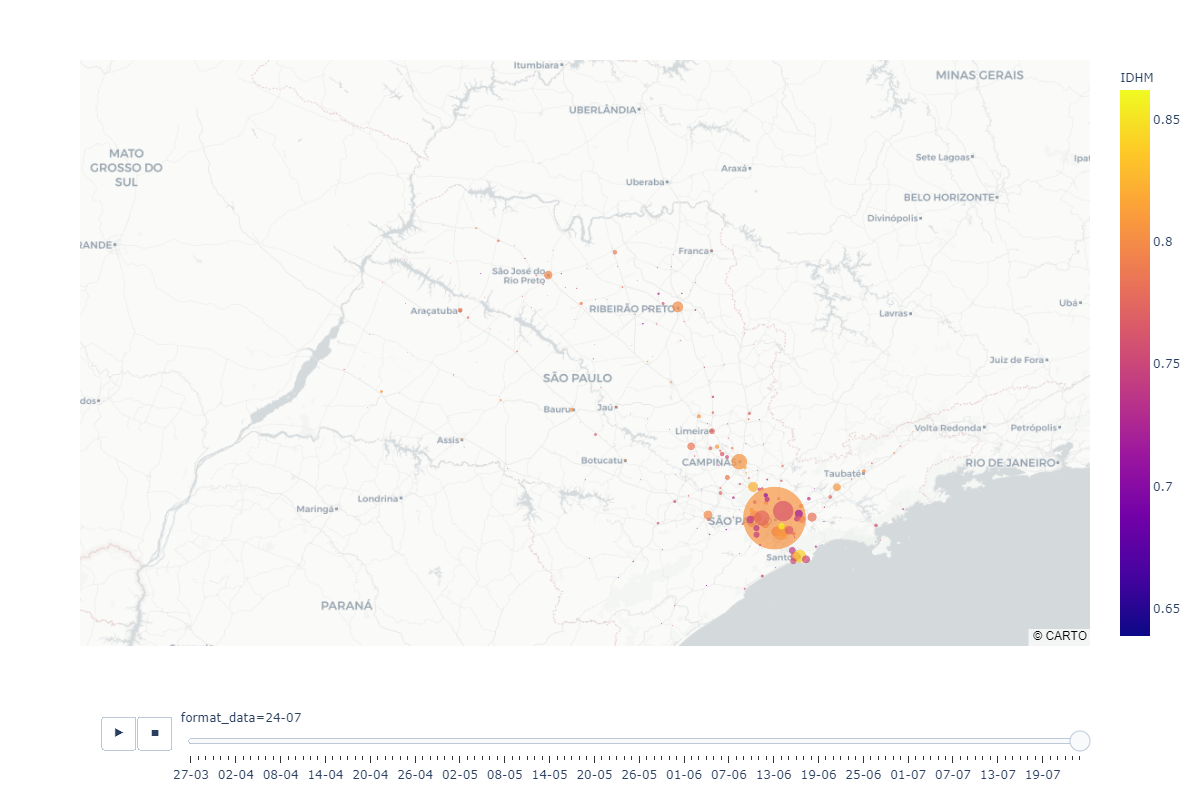 Itumbiara
MINAS GERAIS
IDHM
UBERLÂNDIA
0.85
MATO
GROSSO DO
SUL
Sete Lagoas
Ipat
Araxá
Uberaba
BELO HORIZONTE
Divinópolis
RANDE
0.8
Franca
São José do
Rio Preto
Araçatuba
RIBEIRÃO PRETO
Ubá
Lavras
Juiz de Fora
0.75
SÃO PAULO
dos
Bauru
Jaú
Limeira
Volta Redonda
Petrópolis
Assis
Botucatu
CAMPINAS
RIO DE JANEIRO
Taubaté
0.7
Londrina
Maringá
SÃO PA
Santo
PARANÁ
0.65
© CARTO
format_data=24-07
27-03 02-04 08-04 14-04 20-04 26-04 02-05 08-05 14-05 20-05 26-05 01-06 07-06 13-06 19-06 25-06 01-07 07-07 13-07 19-07